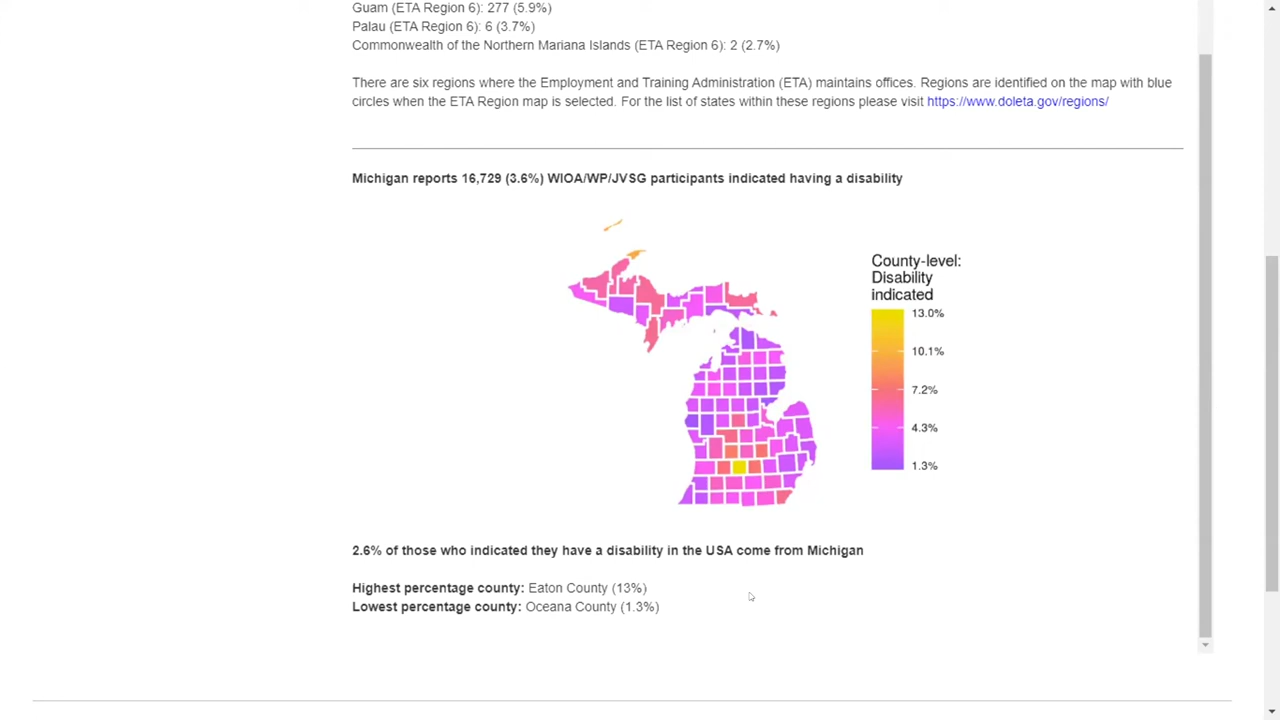 Guam (ETA Region 6): 277 (5.9%)
Palau (ETA Region 6): 6 (3.7%)
Commonwealth of the Northern Mariana Islands (ETA Region 6): 2 (2.7%)
There are six regions where the Employment and Training Administration (ETA) maintains offices. Regions are identified on the map with blue
circles when the ETA Region map is selected. For the list of states within these regions please visit https://www.doleta.gov/regions/
Michigan reports 16,729 (3.6%) WIOA/WP/JVSG participants indicated having a disability
County-level:
Disability
indicated
13.0%
10.1%
7.2%
4.3%
1.3%
2.6% of those who indicated they have a disability in the USA come from Michigan
Highest percentage county: Eaton County (13%)
Lowest percentage county: Oceana County (1.3%)